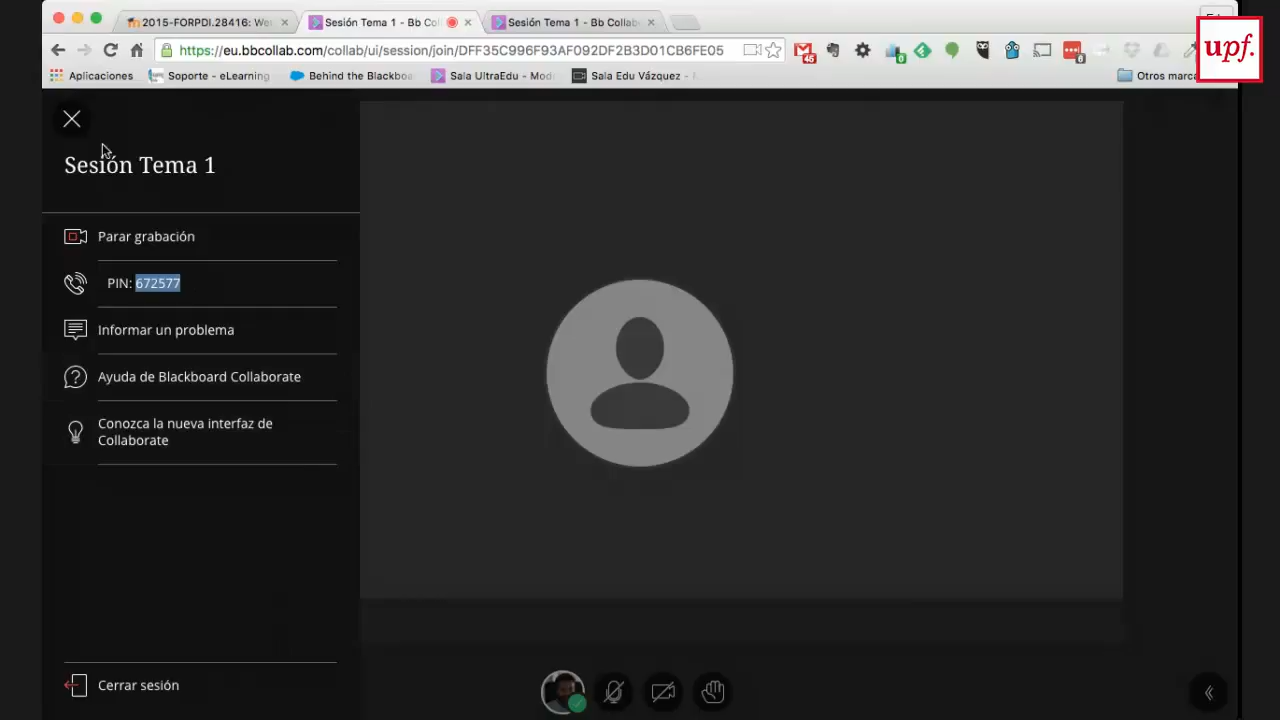 2015-FORPDI.28416: We
Sesión Tema 1 - Bb Col
Sesión Tema 1 - Bb Collab
https://eu.bbcollab.com/collab/ui/session/join/DFF35C996F93AF092DF2B3D01CB6FE05
45
0
0
upf.
Aplicaciones
Soporte - eLearning
Behind the Blackboa
Sala UltraEdu - Mod
Sala Edu Vázquez -
Otros marca
Sesión Tema 1
Parar grabación
PIN: 672577
Informar un problema
Ayuda de Blackboard Collaborate
Conozca la nueva interfaz de
Collaborate
Cerrar sesión